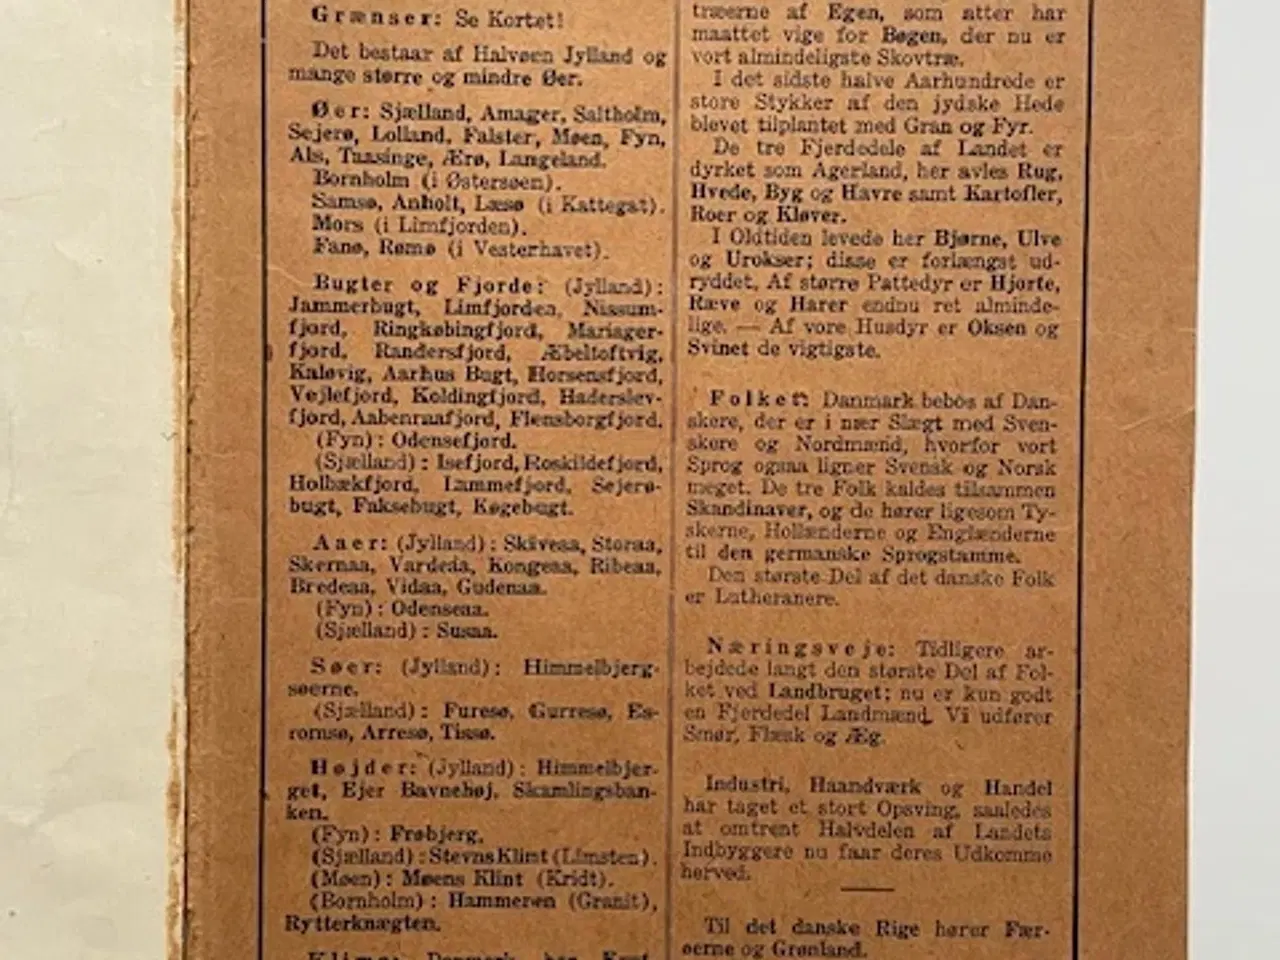 Grænser: Se Kortet!
Det bestaar af Halvøen Jylland og
mange større og mindre Øer.
Øer: Sjælland, Amager, Saltholm,
Sejerø, Lolland, Falster, Møen, Fyn,
Als, Taasinge, Ærø, Langeland.
Bornholm (i Østersøen).
Samsø, Anholt, Læsø (i Kattegat).
Mors (i Limfjorden).
Fanø, Rømø (i Vesterhavet).
Bugter og Fjorde: (Jylland):
Jammerbugt, Limfjorden, Nissum-
fjord, Ringkøbingfjord, Mariager-
fjord, Randersfjord, Æbeltoftvig,
Kaløvig, Aarhus Bugt, Horsensfjord,
Vejlefjord, Koldingfjord, Haderslev-
fjord, Aabenraafjord, Flensborgfjord.
(Fyn): Odensefjord.
(Sjælland): Isefjord, Roskildefjord,
Holbækfjord, Lammefjord, Sejerø-
bugt, Faksebugt, Køgebugt.
Aaer: (Jylland): Skiveaa, Storaa,
Skernaa, Vardeaa, Kongeaa, Ribeaa,
Bredeaa, Vidaa, Gudenaa.
(Fyn): Odenseaa.
(Sjælland): Susaa.
Søer: (Jylland): Himmelbjerg-
søerne.
(Sjælland): Furesø, Gurresø, Es-
romsø, Arresø, Tissø.
Højder: (Jylland): Himmelbjer-
get, Ejer Bavnehøj, Skamlingsban-
ken.
(Fyn): Frøbjerg.
(Sjælland): Stevns Klint (Limsten).
(Møen): Møens Klint (Kridt).
(Bornholm): Hammeren (Granit),
Rytterknægten.
Klima: Danmark har Kyst-
træerne af Egen, som atter har
maattet vige for Bøgen, der nu er
vort almindeligste Skovtræ.
I det sidste halve Aarhundrede er
store Stykker af den jydske Hede
blevet tilplantet med Gran og Fyr.
De tre Fjerdedele af Landet er
dyrket som Agerland, her avles Rug,
Hvede, Byg og Havre samt Kartofler,
Roer og Kløver.
I Oldtiden levede her Bjørne, Ulve
og Urokser; disse er forlængst ud-
ryddet. Af større Pattedyr er Hjorte,
Ræve og Harer endnu ret alminde-
lige. — Af vore Husdyr er Oksen og
Svinet de vigtigste.
Folket: Danmark bebos af Dan-
skere, der er i nær Slægt med Sven-
skere og Nordmænd, hvorfor vort
Sprog ogsaa ligner Svensk og Norsk
meget. De tre Folk kaldes tilsammen
Skandinaver, og de hører ligesom Ty-
skerne, Hollænderne og Englænderne
til den germanske Sprogstamme.
Den største Del af det danske Folk
er Lutheranere.
Næringsveje: Tidligere ar-
bejdede langt den største Del af Fol-
ket ved Landbruget; nu er kun godt
en Fjerdedel Landmænd. Vi udfører
Smør, Flæsk og Æg.
Industri, Haandværk og Handel
har taget et stort Opsving, saaledes
at omtrent Halvdelen af Landets
Indbyggere nu faar deres Udkomme
herved.
Til det danske Rige hører Fær-
øerne og Grønland.